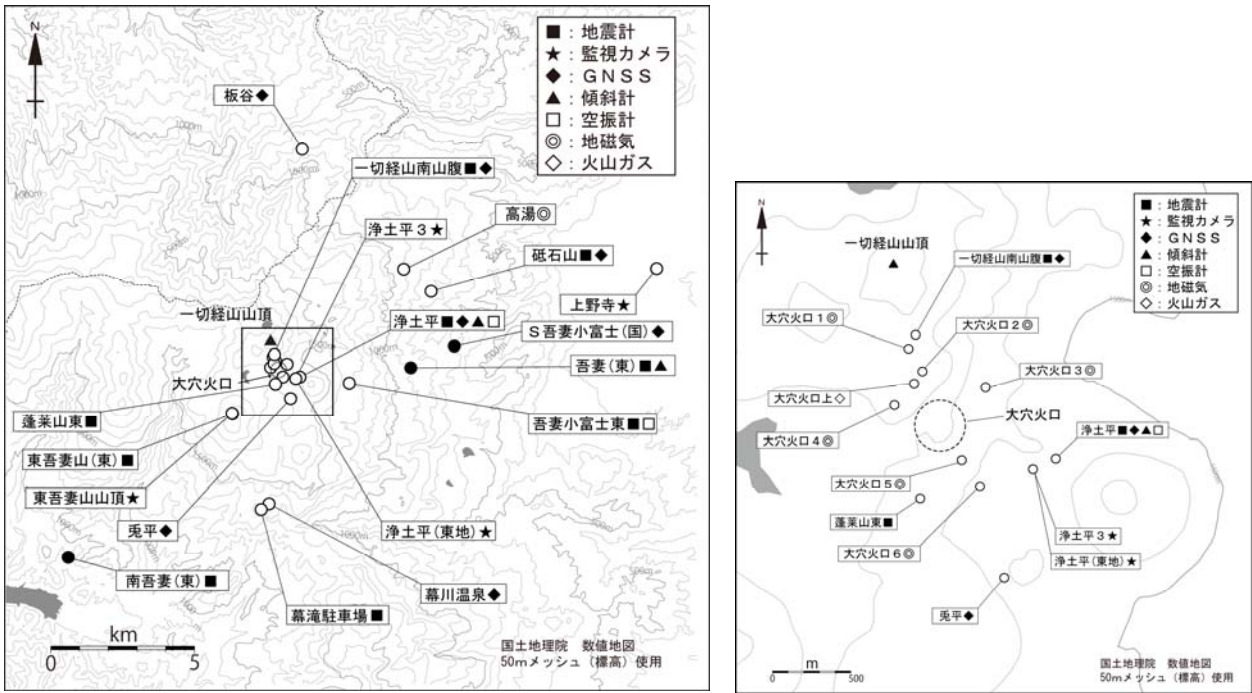 N
■：地震計
★：監視カメラ
◆：ＧＮＳＳ
▲：傾斜計
□：空振計
◎：地磁気
◇：火山ガス
板谷◆
一切経山南山腹■◆
高湯◎
浄土平３★
砥石山■◆
上野寺★
一切経山山頂
浄土平■◆▲□
Ｓ吾妻小富士(国)◆
大穴火口
吾妻(東)■▲
蓬莱山東■
吾妻小富士東■□
東吾妻山(東)■
東吾妻山山頂★
兎平◆
浄土平(東地)★
南吾妻(東)■
幕川温泉◆
幕滝駐車場■
km
0 5
国土地理院　数値地図
50mメッシュ（標高）使用
500m
1000m
1000m
1000m
N
■：地震計
★：監視カメラ
◆：ＧＮＳＳ
▲：傾斜計
□：空振計
◎：地磁気
◇：火山ガス
一切経山山頂
一切経山南山腹■◆
大穴火口１◎
大穴火口２◎
大穴火口３◎
大穴火口上◇
大穴火口
浄土平■◆▲□
大穴火口４◎
大穴火口５◎
蓬莱山東■
浄土平３★
大穴火口６◎
浄土平(東地)★
兎平◆
m
0 500
国土地理院　数値地図
50mメッシュ（標高）使用